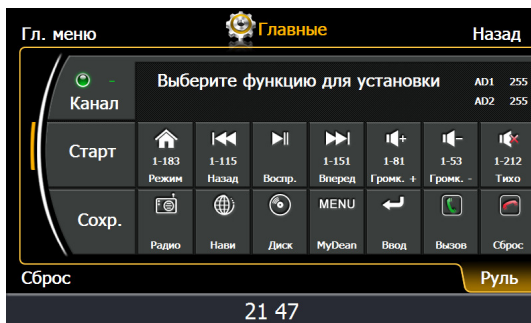 Гл. меню
Главные
Назад
Канал
Выберите функцию для установки
AD1 255
AD2 255
Старт
1-183
1-115
1-151
1-81
1-53
1-212
Режим
Назад
Воспр.
Вперед
Громк. +
Громк. -
Тихо
Сохр.
MENU
Радио
Нави
Диск
MyDean
Ввод
Вызов
Сброс
Сброс
Руль
21 47